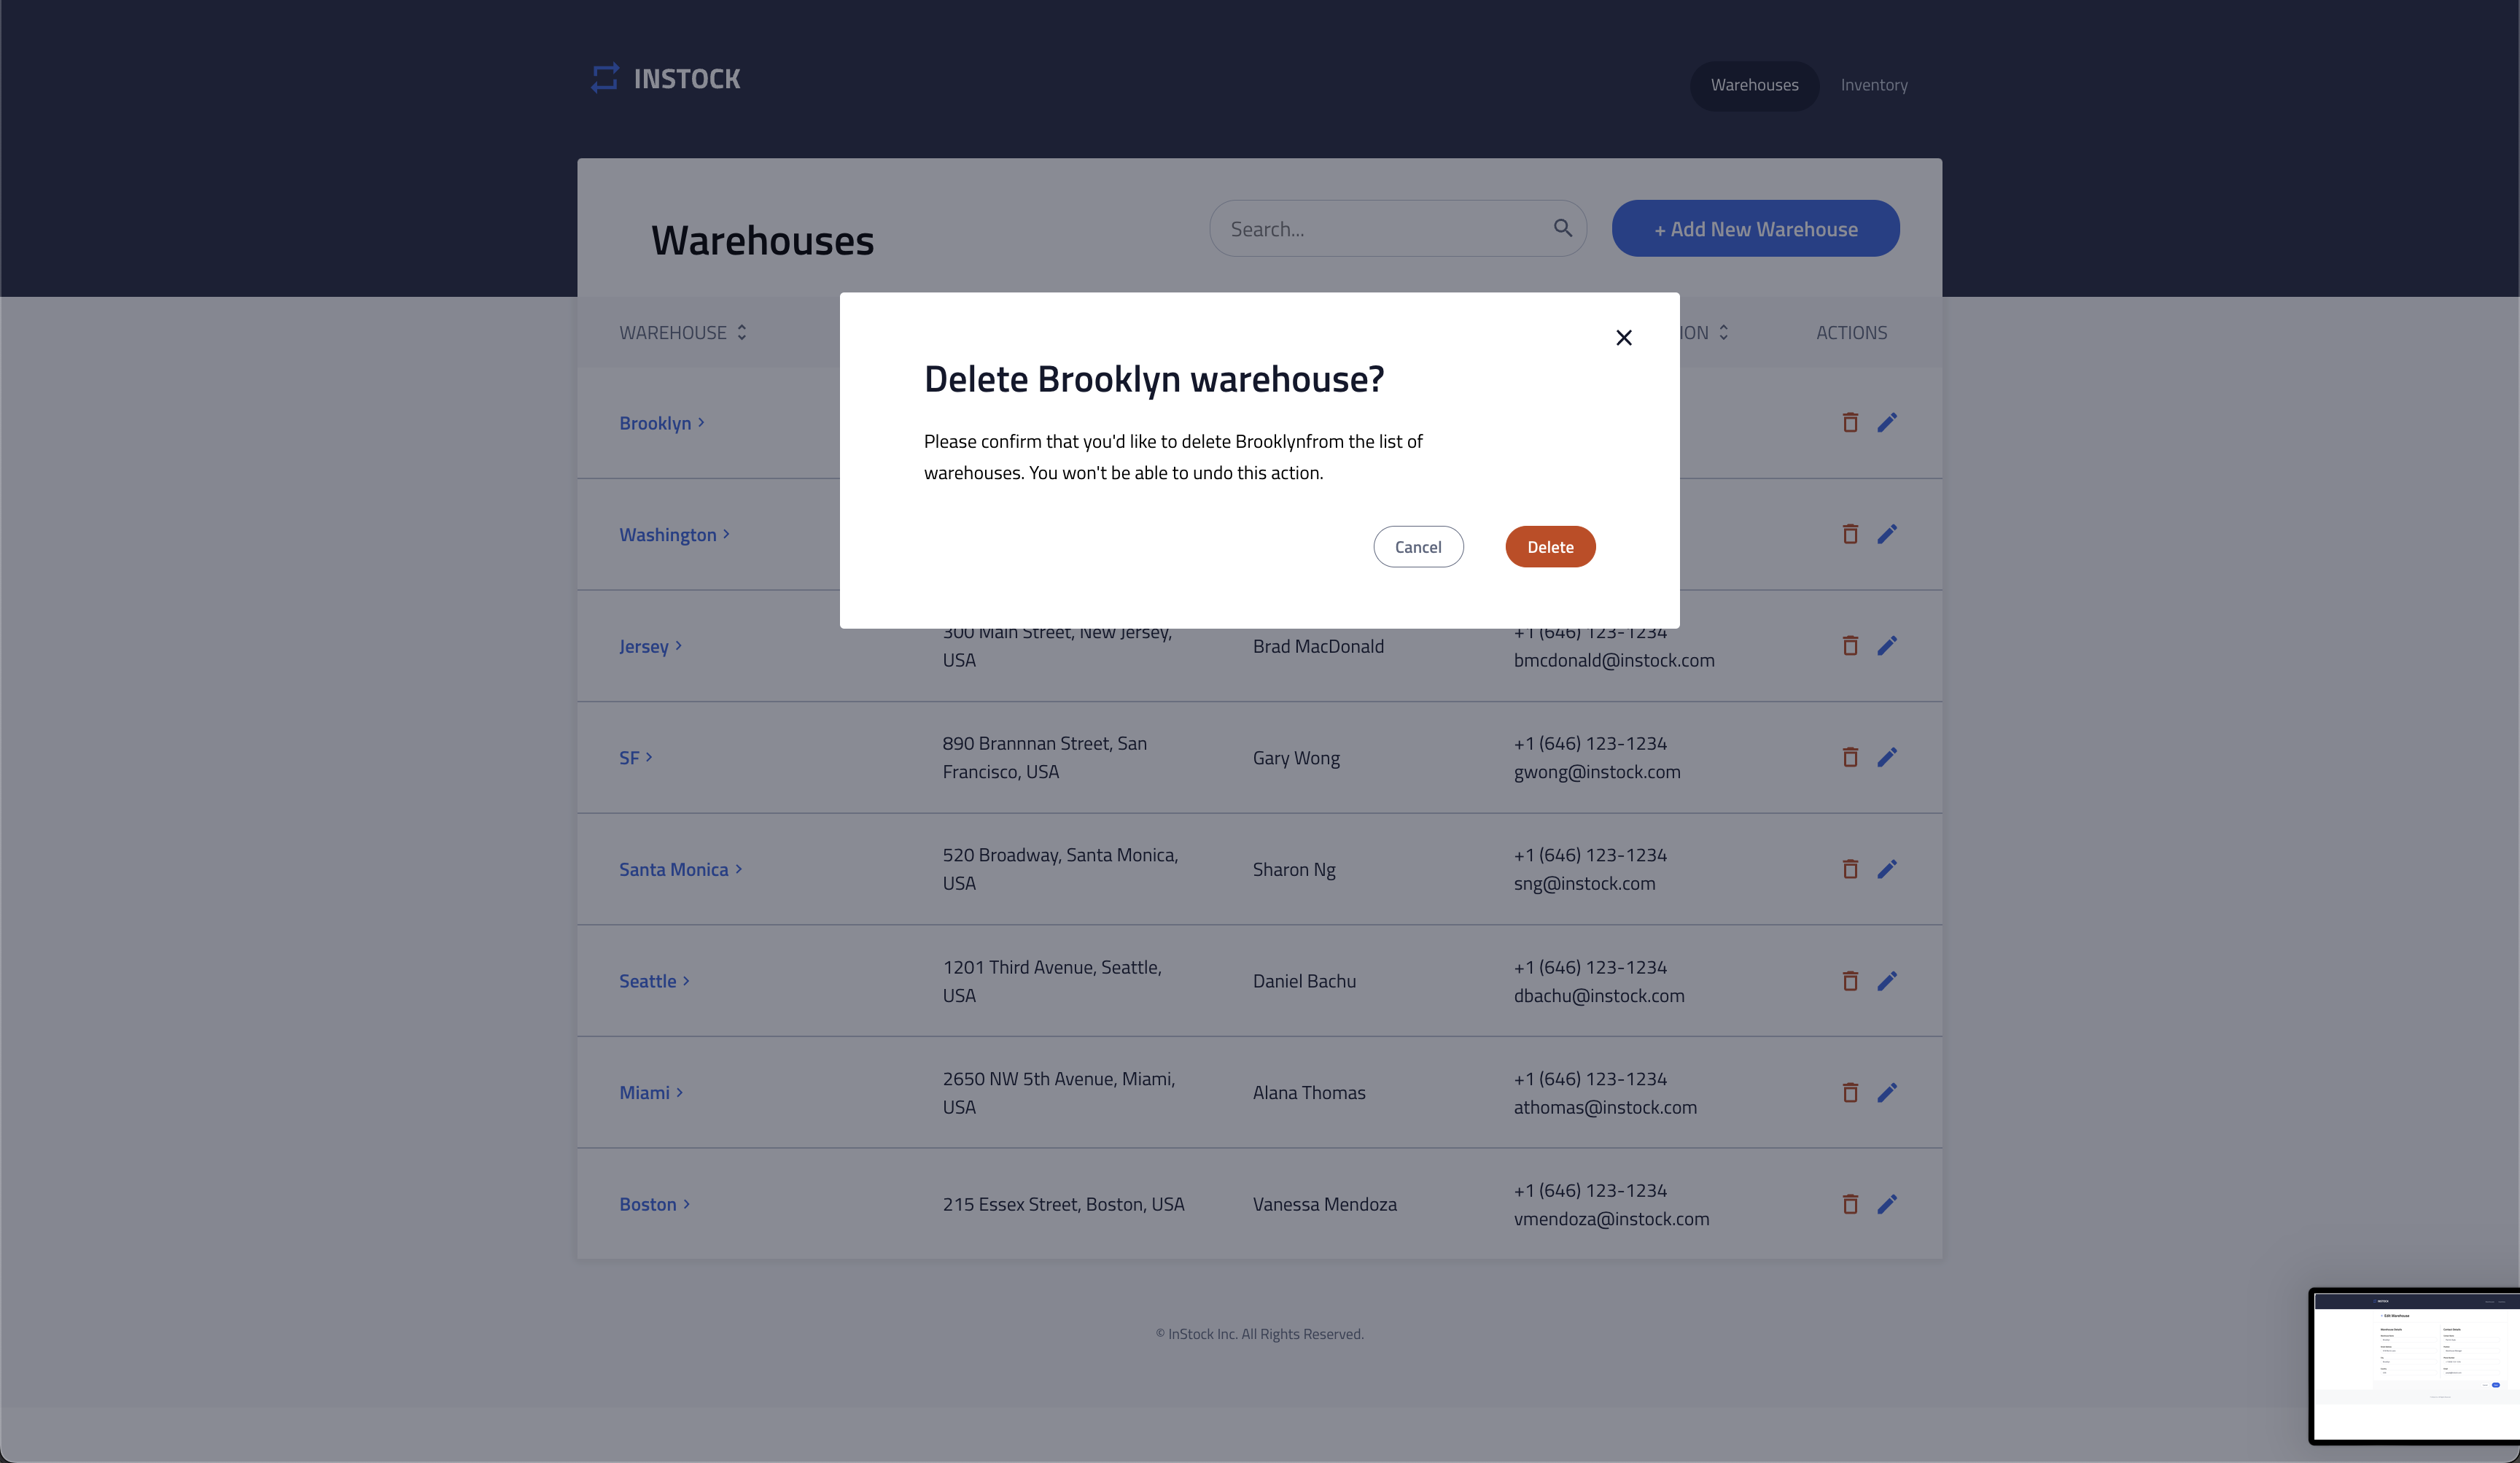 INSTOCK
Warehouses
Inventory
Warehouses
Search...
+ Add New Warehouse
WAREHOUSE
ION
ACTIONS
Delete Brooklyn warehouse?
Please confirm that you'd like to delete Brooklynfrom the list of
warehouses. You won't be able to undo this action.
Cancel
Delete
Brooklyn
Washington
Jersey
300 Main Street, New Jersey,
USA
Brad MacDonald
+1 (646) 123-1234
bmcdonald@instock.com
SF
890 Brannnan Street, San
Francisco, USA
Gary Wong
+1 (646) 123-1234
gwong@instock.com
Santa Monica
520 Broadway, Santa Monica,
USA
Sharon Ng
+1 (646) 123-1234
sng@instock.com
Seattle
1201 Third Avenue, Seattle,
USA
Daniel Bachu
+1 (646) 123-1234
dbachu@instock.com
Miami
2650 NW 5th Avenue, Miami,
USA
Alana Thomas
+1 (646) 123-1234
athomas@instock.com
Boston
215 Essex Street, Boston, USA
Vanessa Mendoza
+1 (646) 123-1234
vmendoza@instock.com
© InStock Inc. All Rights Reserved.
Edit Warehouse